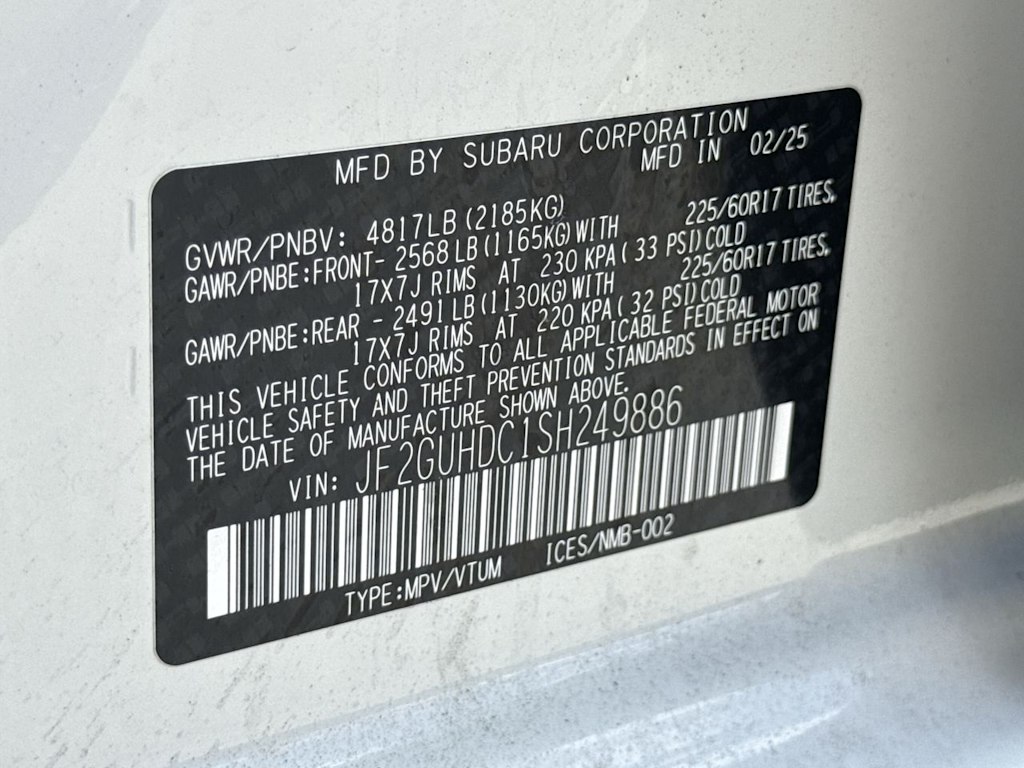 MFD BY SUBARU CORPORATION
MFD IN 02/25
GVWR/PNBV: 4817LB (2185KG)
GAWR/PNBE:FRONT- 2568LB (1165KG) WITH 225/60R17 TIRES,
17X7J RIMS AT 230 KPA( 33 PSI) COLD
GAWR/PNBE:REAR - 2491LB (1130KG) WITH 225/60R17 TIRES,
17X7J RIMS AT 220 KPA( 32 PSI) COLD
THIS VEHICLE CONFORMS TO ALL APPLICABLE FEDERAL MOTOR
VEHICLE SAFETY AND THEFT PREVENTION STANDARDS IN EFFECT ON
THE DATE OF MANUFACTURE SHOWN ABOVE.
VIN: JF2GUHDC1SH249886
TYPE:MPV/VTUM ICES/NMB-002